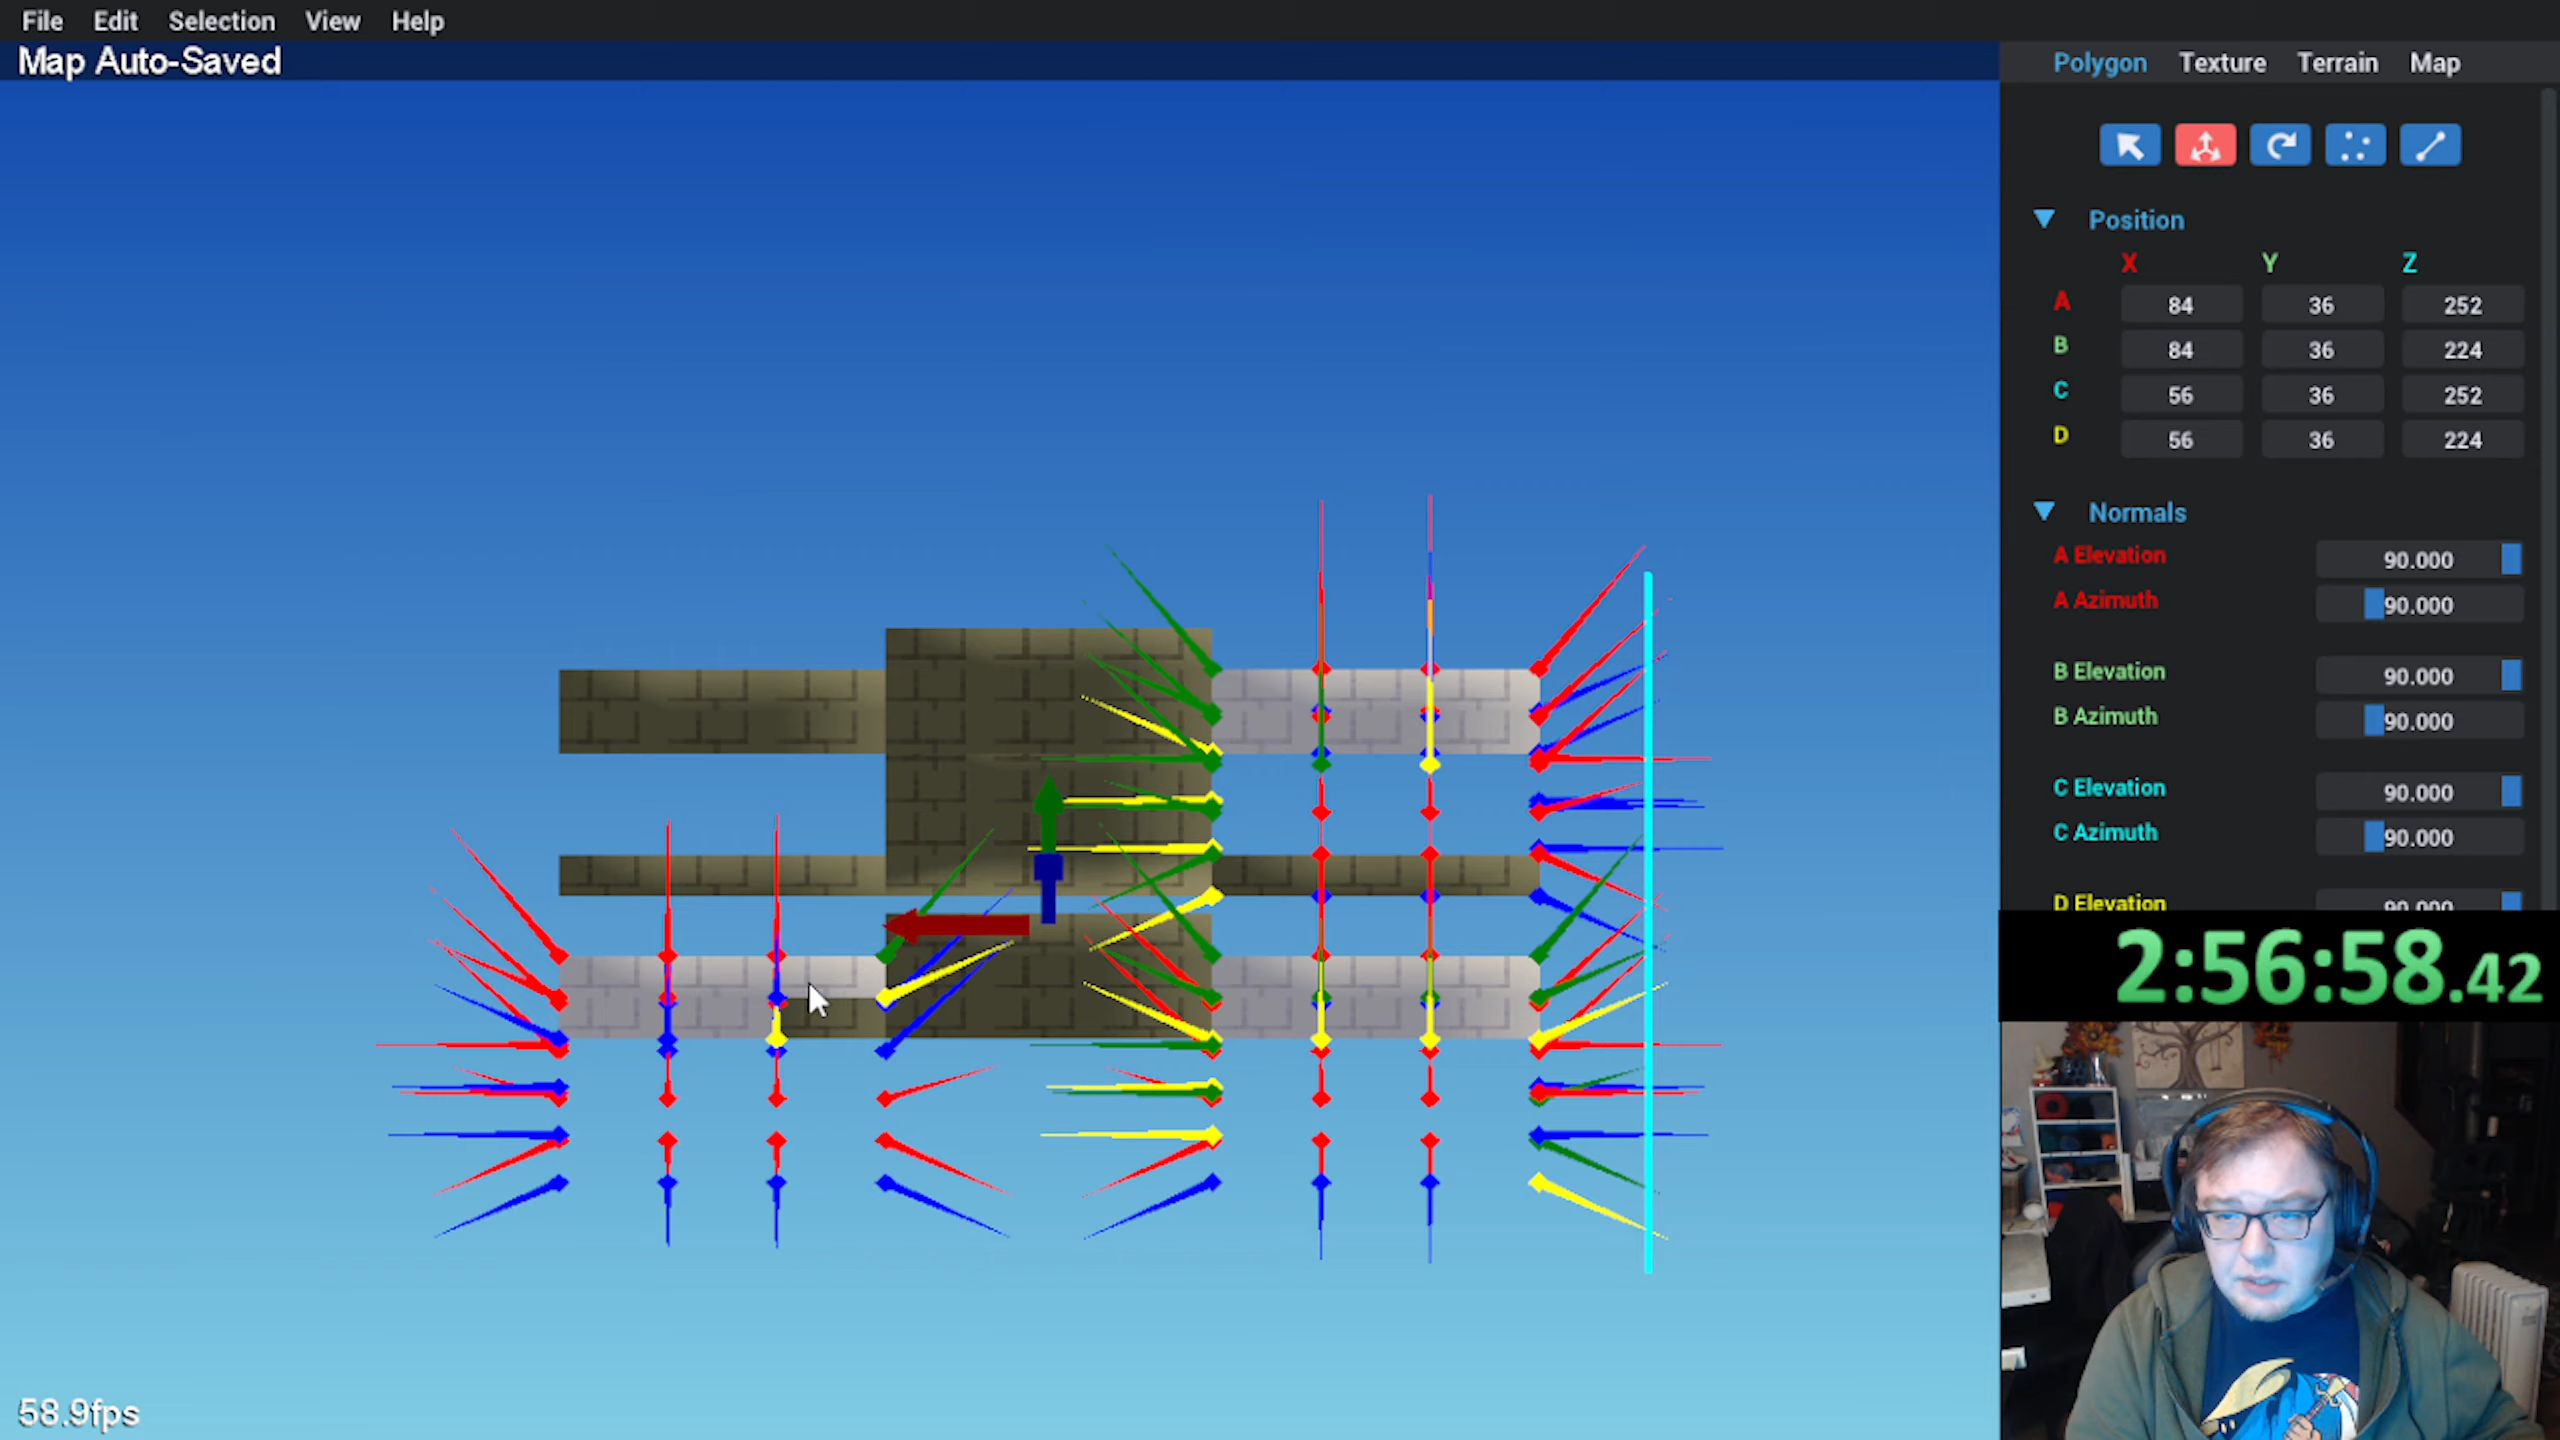 File Edit Selection View Help
Map Auto-Saved
Polygon Texture Terrain Map
Position
X Y Z
A 84 36 252
B 84 36 224
C 56 36 252
D 56 36 224
Normals
A Elevation 90.000
A Azimuth 90.000
B Elevation 90.000
B Azimuth 90.000
C Elevation 90.000
C Azimuth 90.000
D Elevation 90.000
2:56:58.42
58.9fps